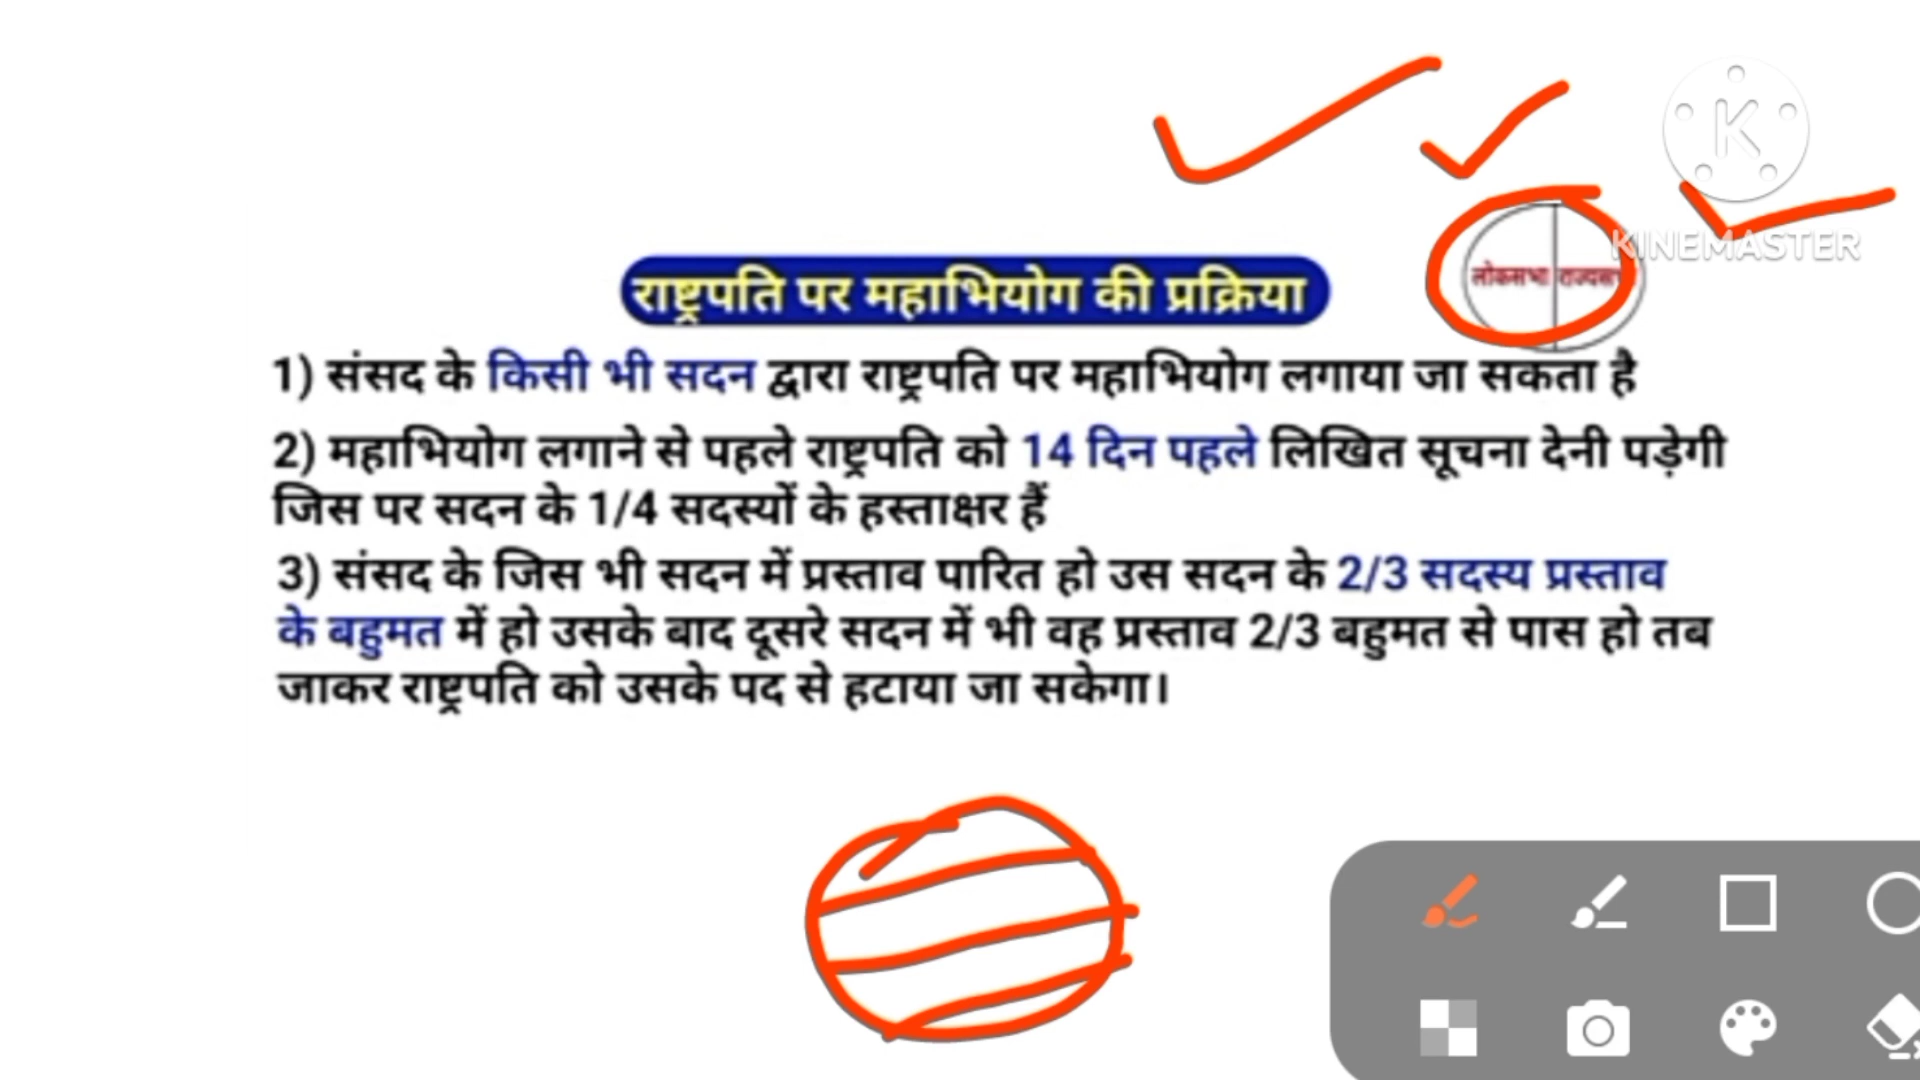 KINEMASTER
लोकसभा राज्यसभा
राष्ट्रपति पर महाभियोग की प्रक्रिया
1) संसद के किसी भी सदन द्वारा राष्ट्रपति पर महाभियोग लगाया जा सकता है
2) महाभियोग लगाने से पहले राष्ट्रपति को 14 दिन पहले लिखित सूचना देनी पड़ेगी
जिस पर सदन के 1/4 सदस्यों के हस्ताक्षर हैं
3) संसद के जिस भी सदन में प्रस्ताव पारित हो उस सदन के 2/3 सदस्य प्रस्ताव
के बहुमत में हो उसके बाद दूसरे सदन में भी वह प्रस्ताव 2/3 बहुमत से पास हो तब
जाकर राष्ट्रपति को उसके पद से हटाया जा सकेगा।